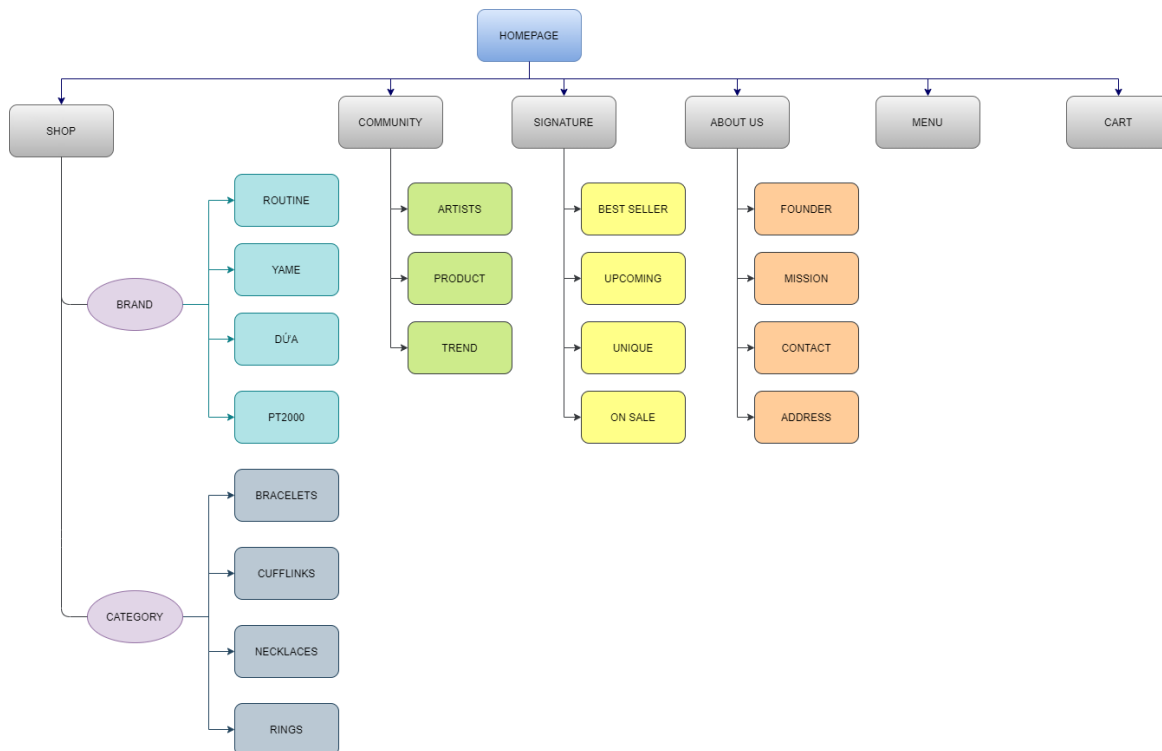 HOMEPAGE
SHOP
COMMUNITY
SIGNATURE
ABOUT US
MENU
CART
BRAND
ROUTINE
YAME
DỨA
PT2000
CATEGORY
BRACELETS
CUFFLINKS
NECKLACES
RINGS
ARTISTS
PRODUCT
TREND
BEST SELLER
UPCOMING
UNIQUE
ON SALE
FOUNDER
MISSION
CONTACT
ADDRESS